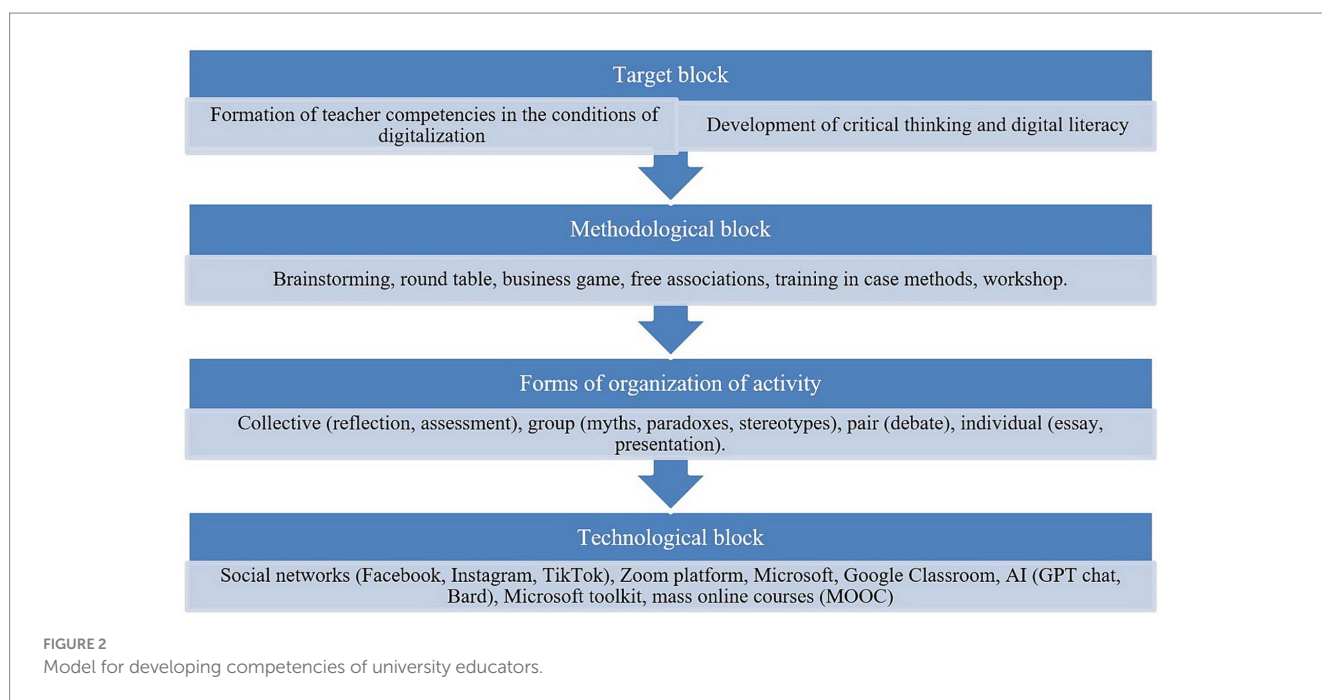 Target block
Formation of teacher competencies in the conditions of
digitalization
Development of critical thinking and digital literacy
Methodological block
Brainstorming, round table, business game, free associations, training in case methods, workshop.
Forms of organization of activity
Collective (reflection, assessment), group (myths, paradoxes, stereotypes), pair (debate), individual (essay,
presentation).
Technological block
Social networks (Facebook, Instagram, TikTok), Zoom platform, Microsoft, Google Classroom, AI (GPT chat,
Bard), Microsoft toolkit, mass online courses (MOOC)
FIGURE 2
Model for developing competencies of university educators.